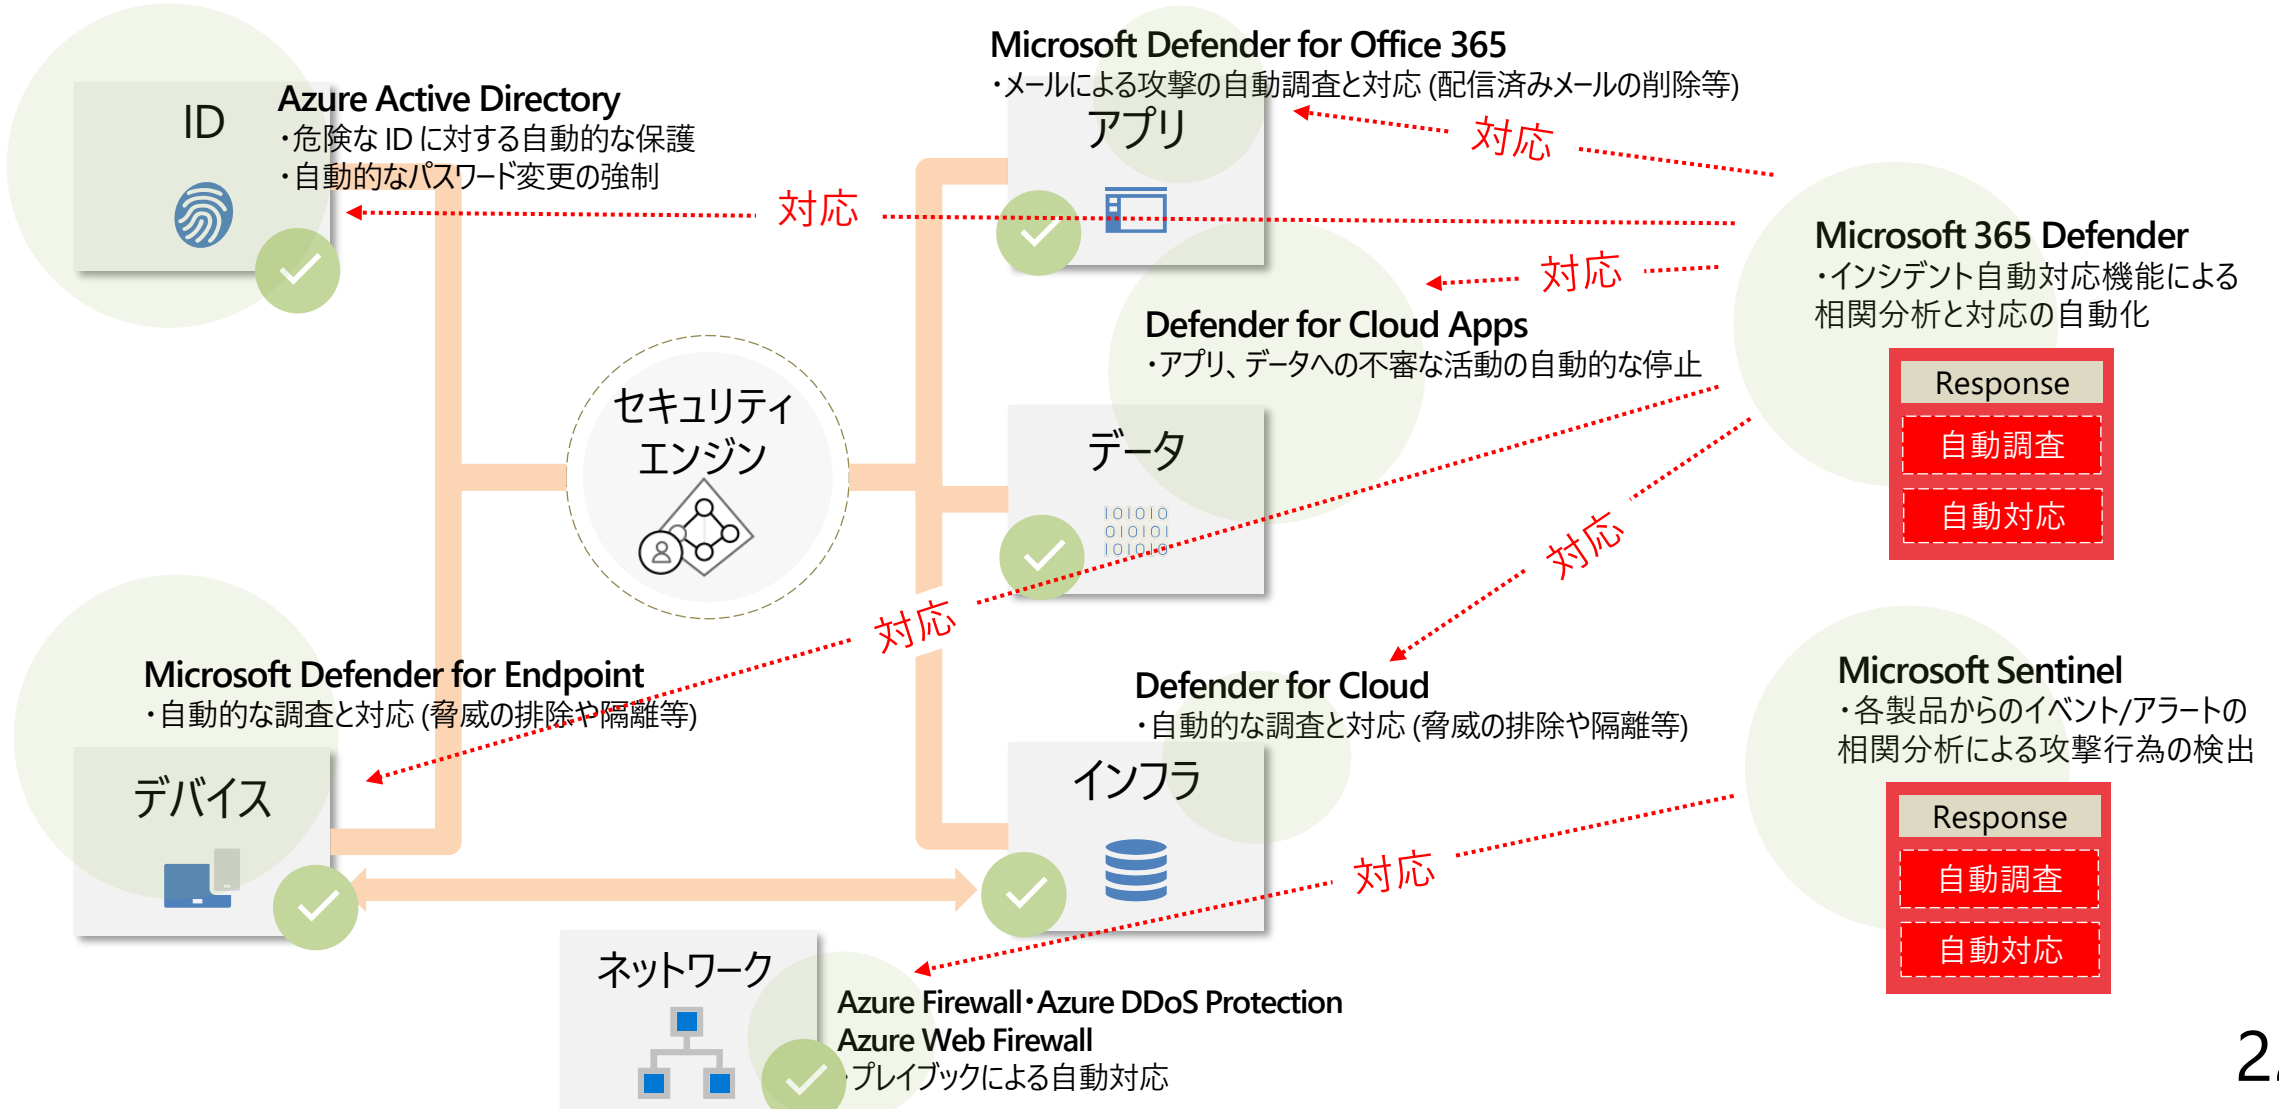 Microsoft Defender for Office 365
・メールによる攻撃の自動調査と対応 (配信済みメールの削除等)
ID
Azure Active Directory
・危険な ID に対する自動的な保護
・自動的なパスワード変更の強制
アプリ
対応
対応
対応
Microsoft 365 Defender
・インシデント自動対応機能による
相関分析と対応の自動化
Response
自動調査
自動対応
Defender for Cloud Apps
・アプリ、データへの不審な活動の自動的な停止
セキュリティ
エンジン
データ
101010
010101
101010
対応
対応
Microsoft Defender for Endpoint
・自動的な調査と対応 (脅威の排除や隔離等)
デバイス
Defender for Cloud
・自動的な調査と対応 (脅威の排除や隔離等)
インフラ
Microsoft Sentinel
・各製品からのイベント/アラートの
相関分析による攻撃行為の検出
Response
自動調査
自動対応
対応
ネットワーク
Azure Firewall・Azure DDoS Protection
Azure Web Firewall
・プレイブックによる自動対応